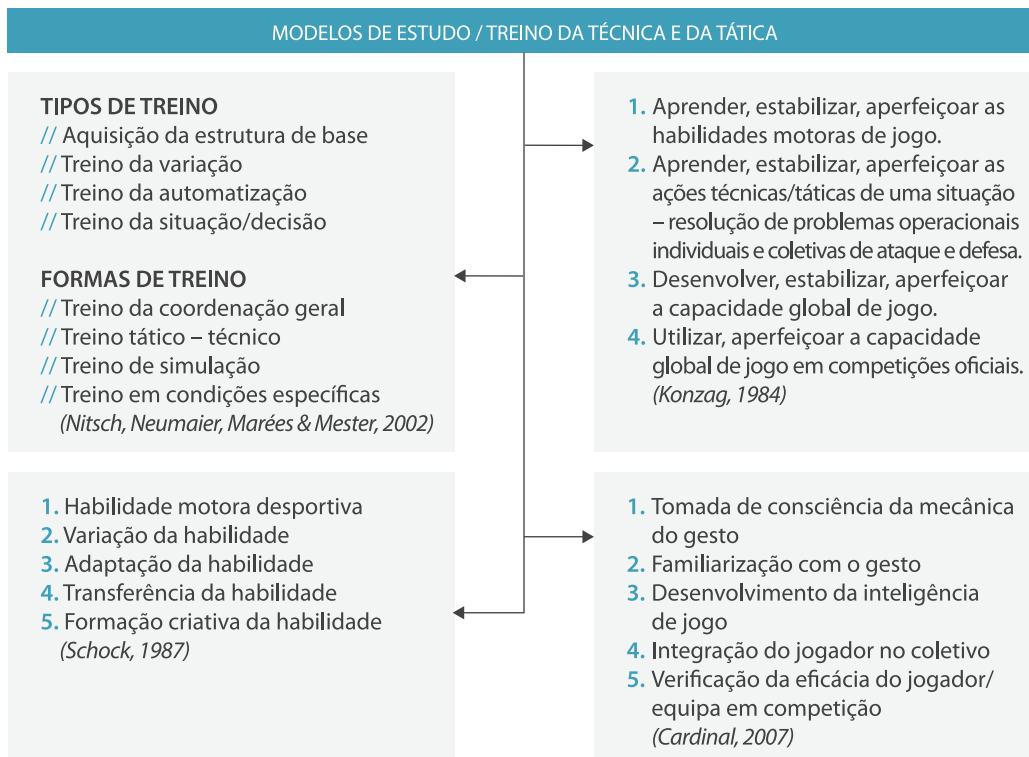 MODELOS DE ESTUDO / TREINO DA TÉCNICA E DA TÁTICA
TIPOS DE TREINO
// Aquisição da estrutura de base
// Treino da variação
// Treino da automatização
// Treino da situação/decisão
FORMAS DE TREINO
// Treino da coordenação geral
// Treino tático – técnico
// Treino de simulação
// Treino em condições específicas
(Nitsch, Neumaier, Marées & Mester, 2002)
1. Aprender, estabilizar, aperfeiçoar as
habilidades motoras de jogo.
2. Aprender, estabilizar, aperfeiçoar as
ações técnicas/táticas de uma situação
– resolução de problemas operacionais
individuais e coletivas de ataque e defesa.
3. Desenvolver, estabilizar, aperfeiçoar
a capacidade global de jogo.
4. Utilizar, aperfeiçoar a capacidade
global de jogo em competições oficiais.
(Konzag, 1984)
1. Habilidade motora desportiva
2. Variação da habilidade
3. Adaptação da habilidade
4. Transferência da habilidade
5. Formação criativa da habilidade
(Schock, 1987)
1. Tomada de consciência da mecânica
do gesto
2. Familiarização com o gesto
3. Desenvolvimento da inteligência
de jogo
4. Integração do jogador no coletivo
5. Verificação da eficácia do jogador/
equipa em competição
(Cardinal, 2007)